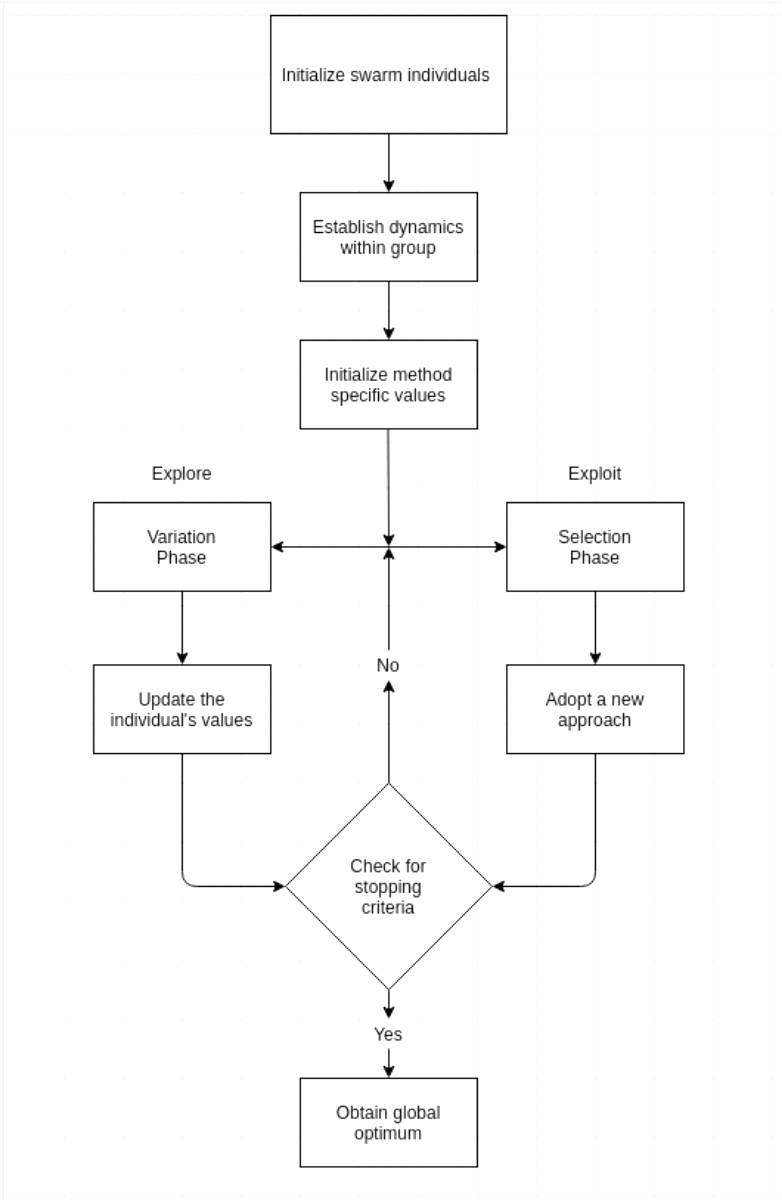 Initialize swarm individuals
Establish dynamics
within group
Initialize method
specific values
Explore
Exploit
Variation
Phase
Selection
Phase
Update the
individual's values
No
Adopt a new
approach
Check for
stopping
criteria
Yes
Obtain global
optimum